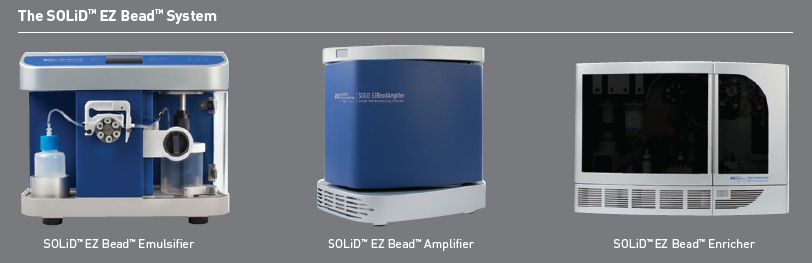 The SOLiD™ EZ Bead™ System
SOLiD™ EZ Bead™ Emulsifier
SOLiD™ EZ Bead™ Amplifier
SOLiD™ EZ Bead™ Enricher